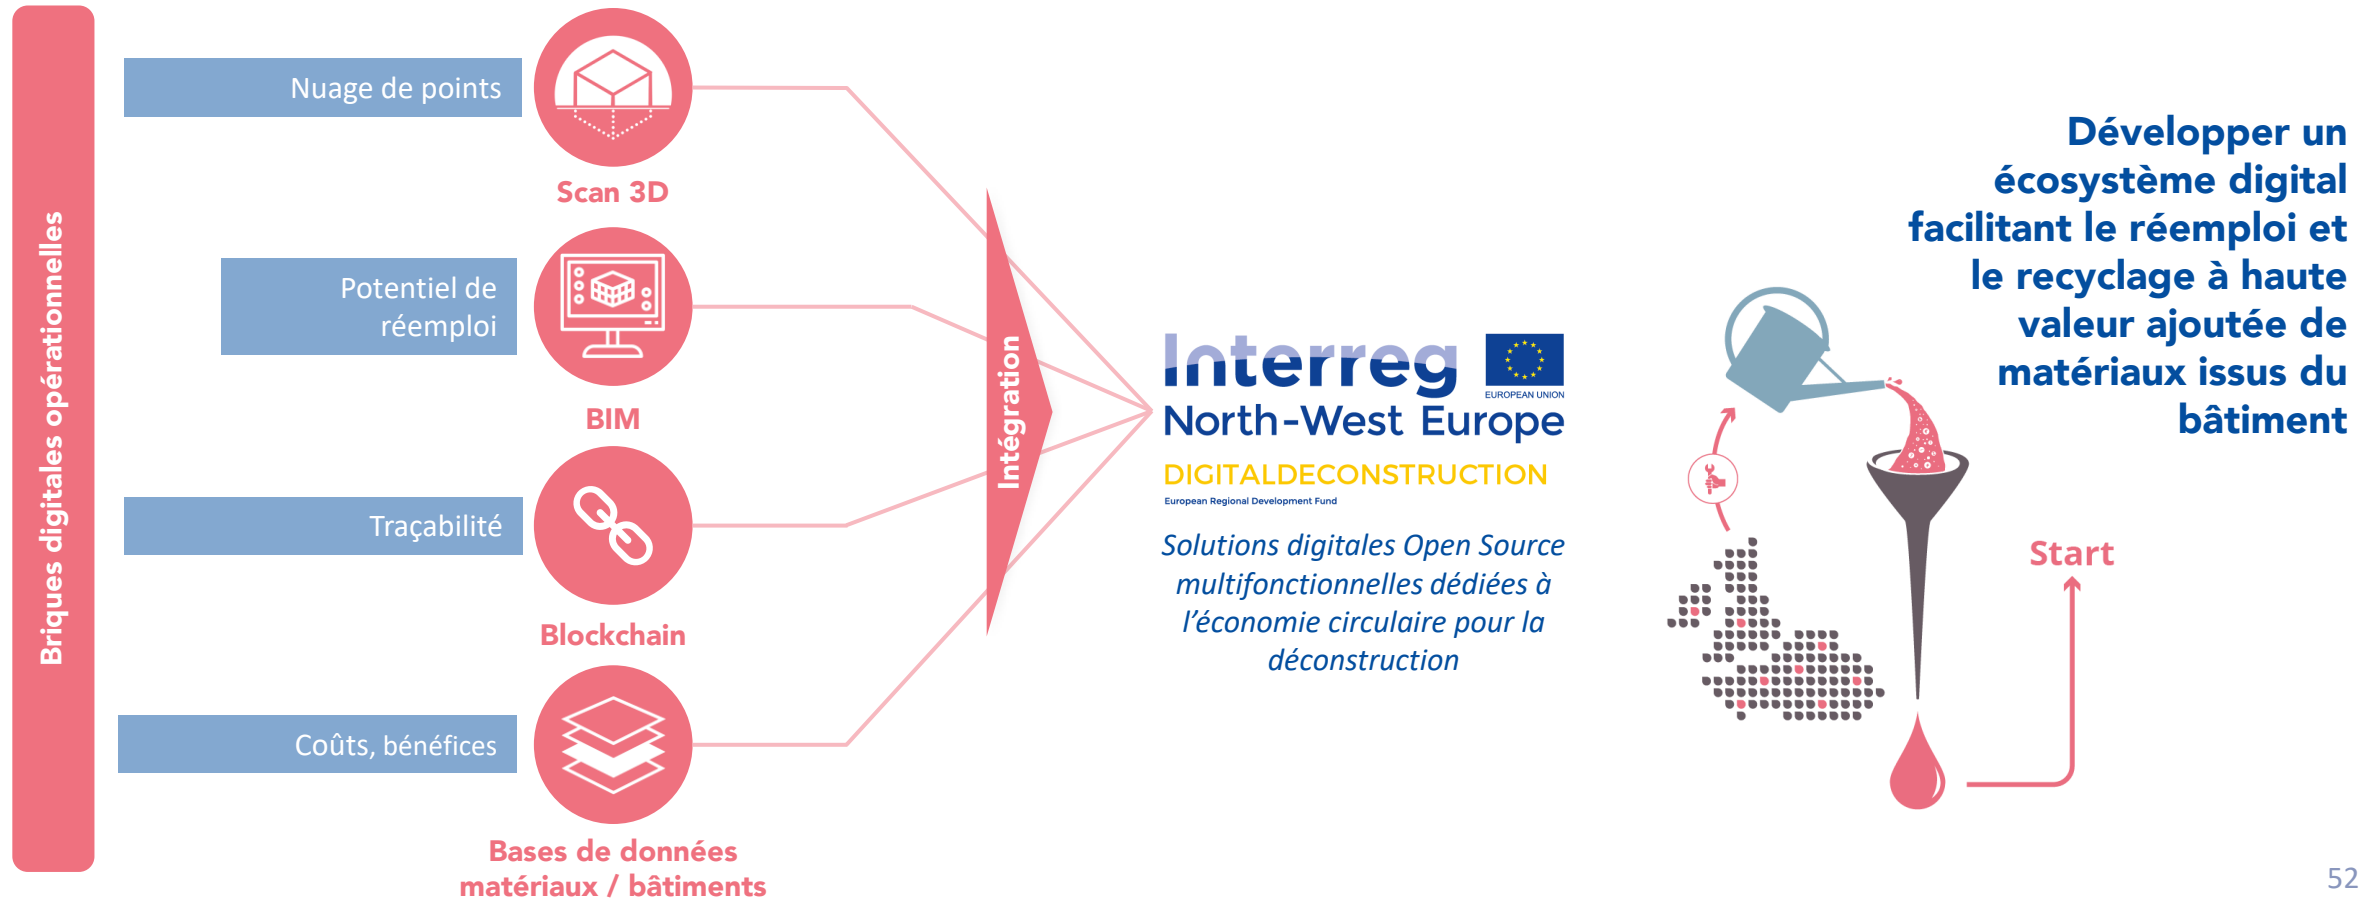 Briques digitales opérationnelles
Nuage de points
Scan 3D
Potentiel de
réemploi
BIM
Traçabilité
Blockchain
Coûts, bénéfices
Bases de données
matériaux / bâtiments
Intégration
Interreg
EUROPEAN UNION
North-West Europe
DIGITALDECONSTRUCTION
European Regional Development Fund
Solutions digitales Open Source
multifonctionnelles dédiées à
l’économie circulaire pour la
déconstruction
Développer un
écosystème digital
facilitant le réemploi et
le recyclage à haute
valeur ajoutée de
matériaux issus du
bâtiment
Start
52